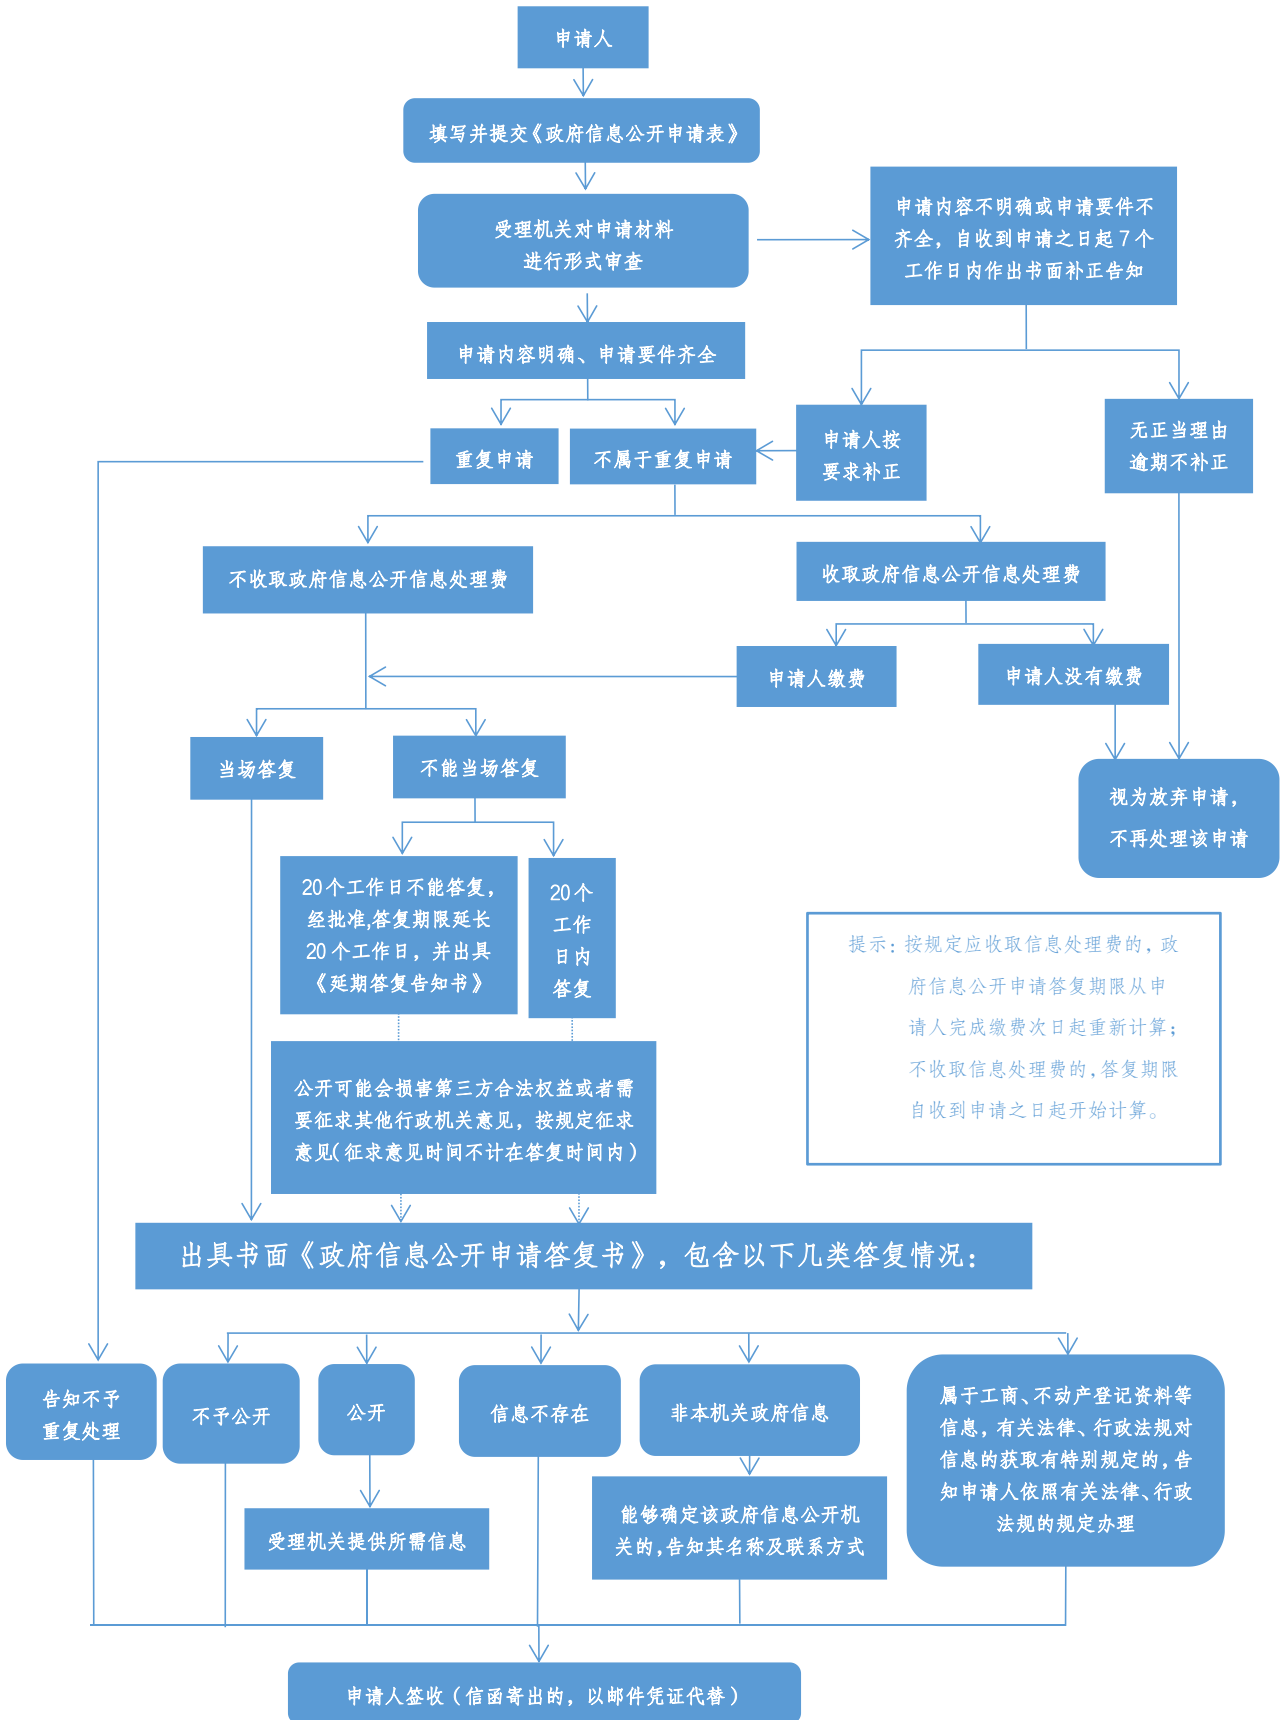 申请人
填写并提交《政府信息公开申请表》
受理机关对申请材料
进行形式审查
申请内容不明确或申请要件不
齐全，自收到申请之日起 7 个
工作日内作出书面补正告知
申请内容明确、申请要件齐全
重复申请
不属于重复申请
申请人按
要求补正
无正当理由
逾期不补正
不收取政府信息公开信息处理费
收取政府信息公开信息处理费
申请人缴费
申请人没有缴费
当场答复
不能当场答复
视为放弃申请，
不再处理该申请
20个工作日不能答复，
经批准,答复期限延长
20 个工作日，并出具
《延期答复告知书》
20个
工作
日内
答复
提示：按规定应收取信息处理费的，政
府信息公开申请答复期限从申
请人完成缴费次日起重新计算；
不收取信息处理费的，答复期限
自收到申请之日起开始计算。
公开可能会损害第三方合法权益或者需
要征求其他行政机关意见，按规定征求
意见（征求意见时间不计在答复时间内）
出具书面《政府信息公开申请答复书》，包含以下几类答复情况：
告知不予
重复处理
不予公开
公开
信息不存在
非本机关政府信息
属于工商、不动产登记资料等
信息，有关法律、行政法规对
信息的获取有特别规定的，告
知申请人依照有关法律、行政
法规的规定办理
受理机关提供所需信息
能够确定该政府信息公开机
关的，告知其名称及联系方式
申请人签收（信函寄出的，以邮件凭证代替）